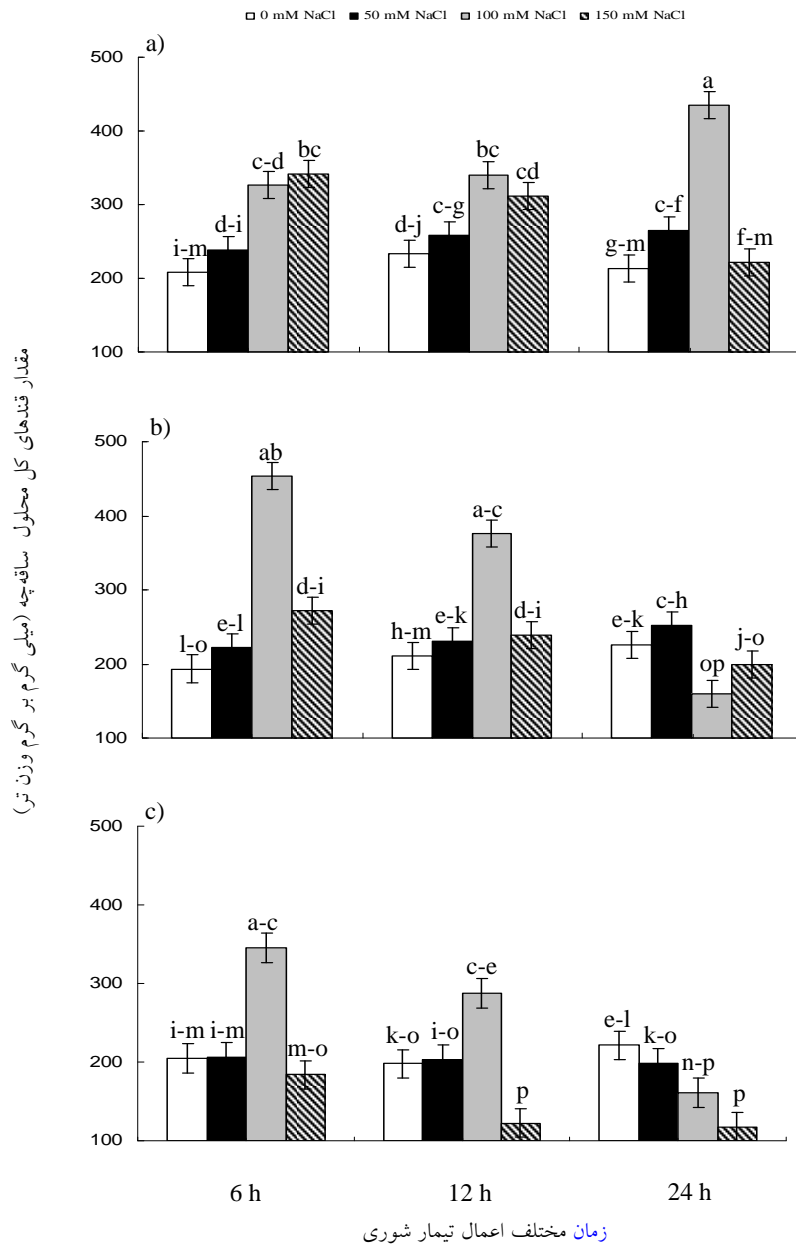 0 mM NaCl 50 mM NaCl 100 mM NaCl 150 mM NaCl
a)
500
400
300
200
100
i-m d-i c-d bc
d-j c-g bc cd
g-m c-f a f-m
b)
500
400
300
200
100
l-o e-l ab d-i
h-m e-k a-c d-i
e-k c-h op j-o
c)
500
400
300
200
100
i-m i-m a-c m-o
k-o i-o c-e p
e-l k-o n-p p
6 h 12 h 24 h
زمان مختلف اعمال تیمار شوری
مقدار قندهای کل محلول ساقه‌چه (میلی گرم بر گرم وزن تر)